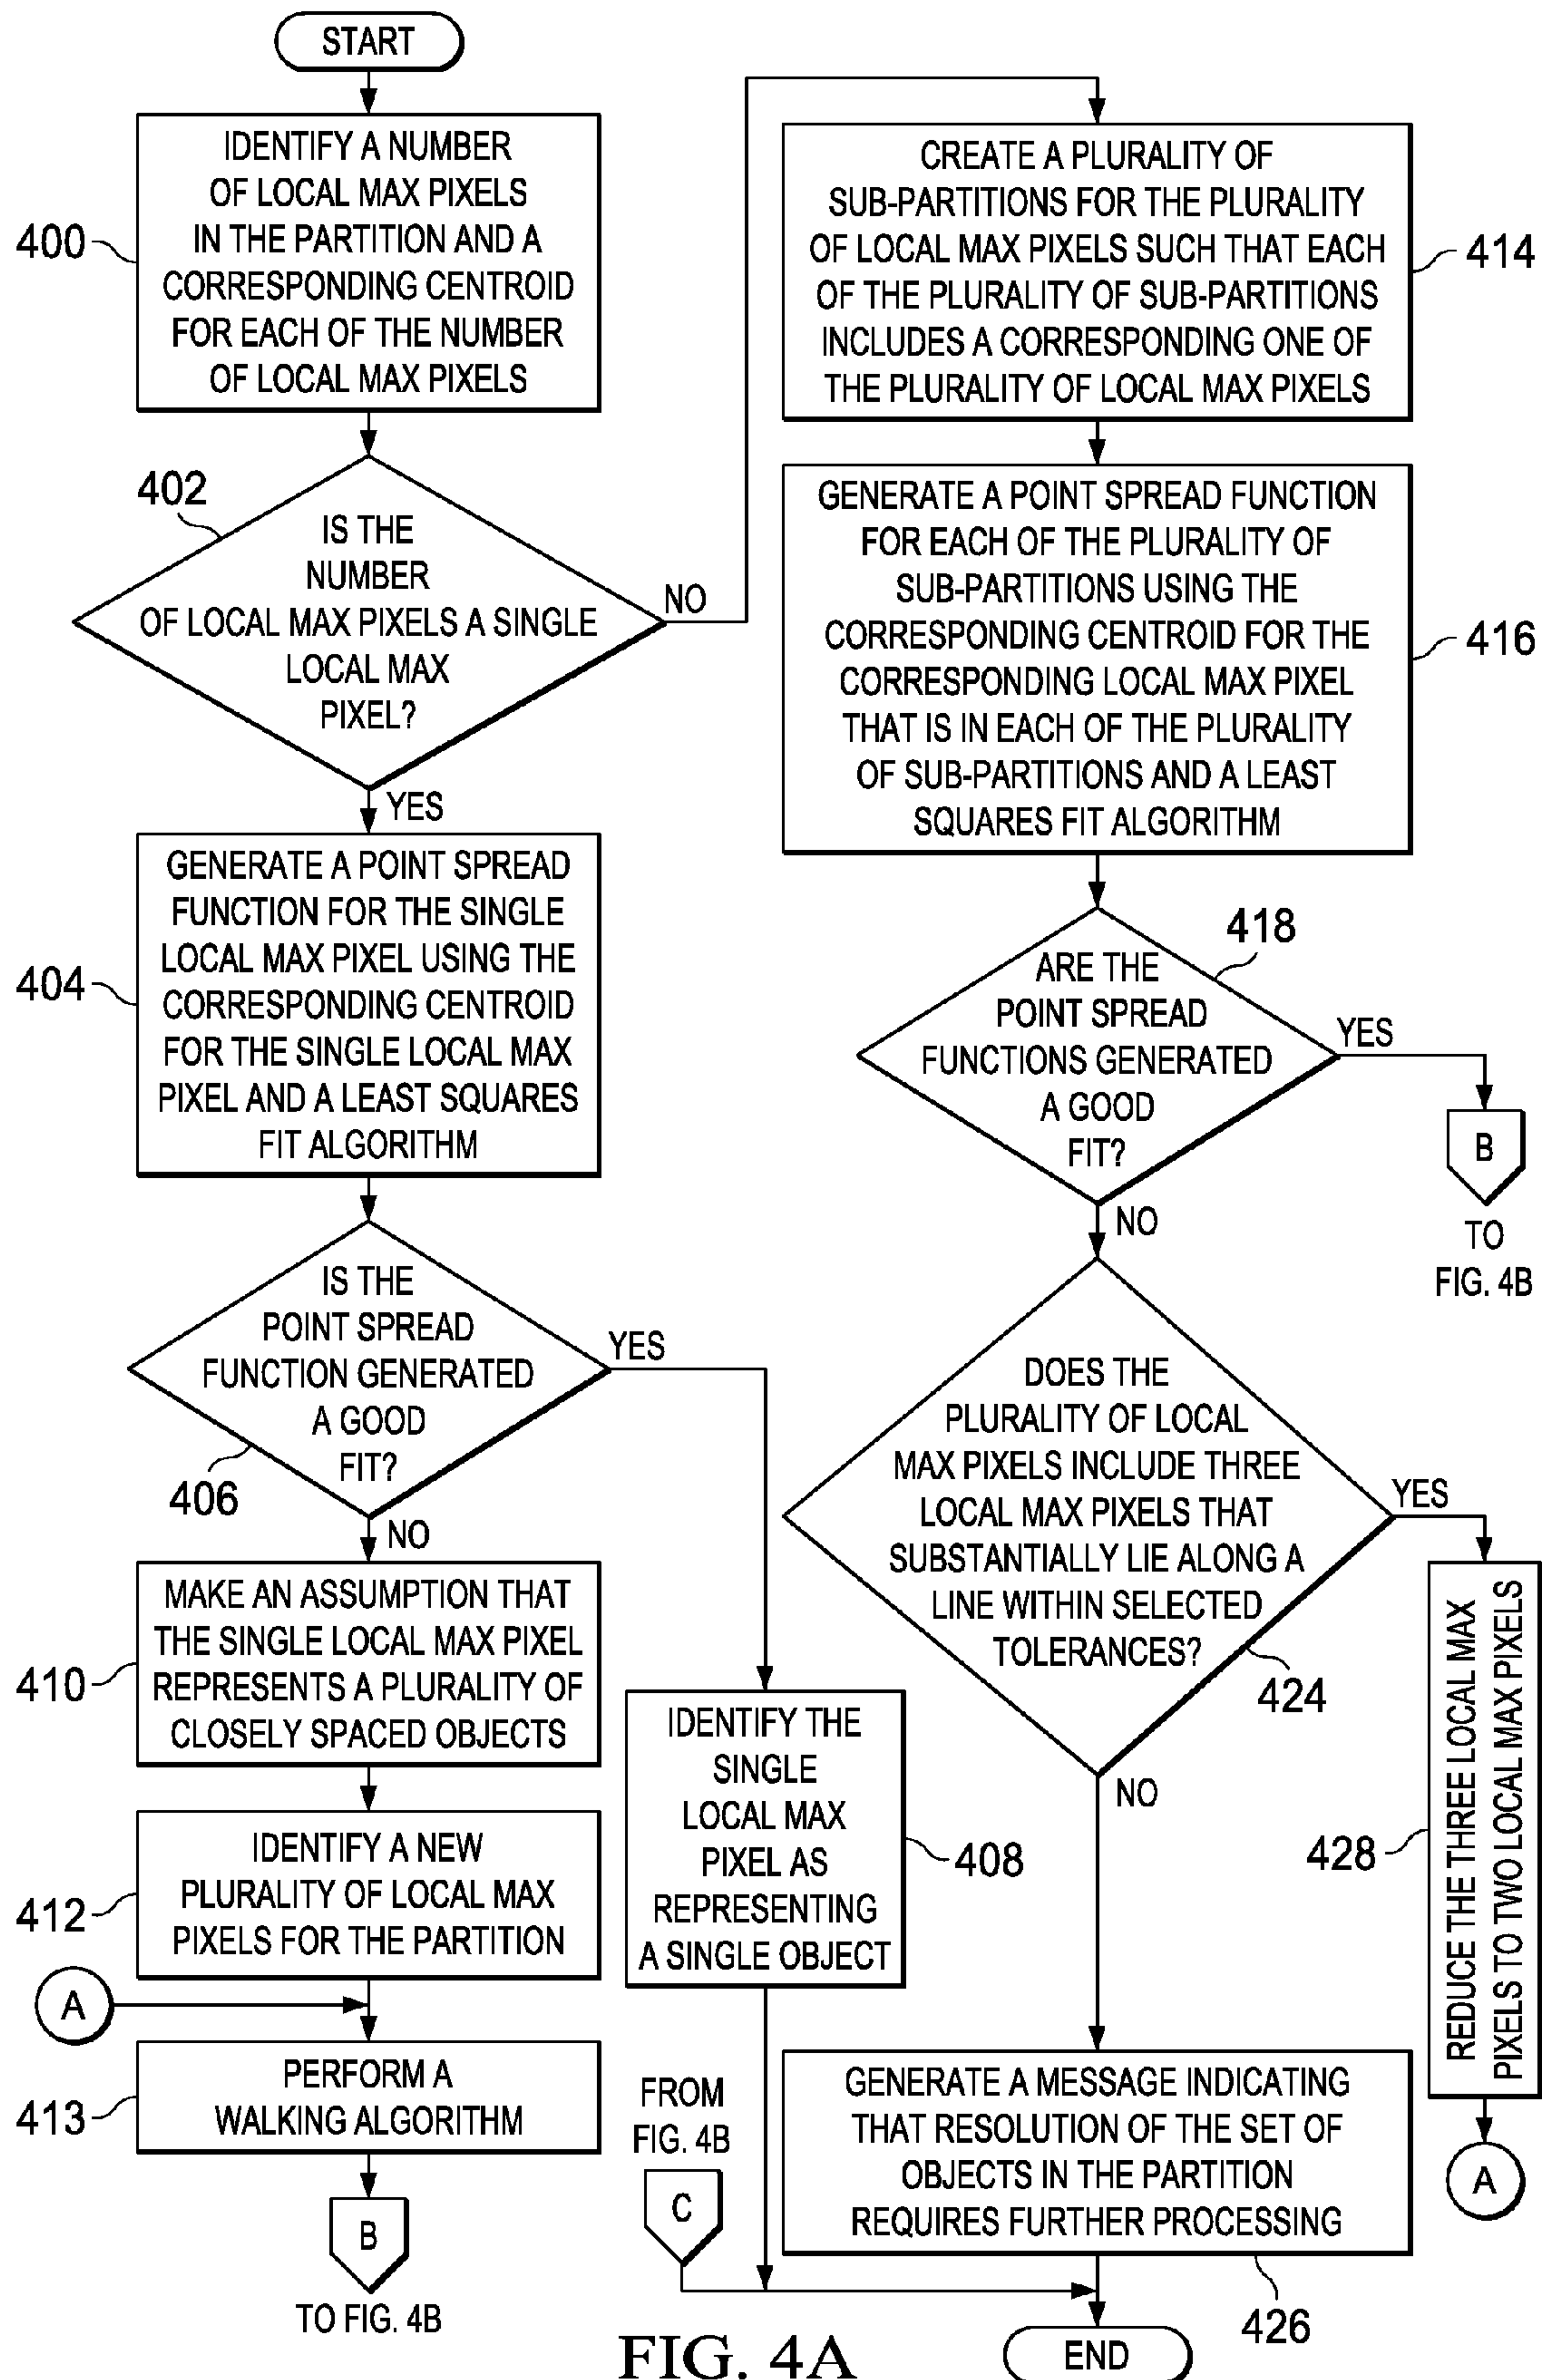 START
IDENTIFY A NUMBER
OF LOCAL MAX PIXELS
IN THE PARTITION AND A
CORRESPONDING CENTROID
FOR EACH OF THE NUMBER
OF LOCAL MAX PIXELS
400
402
IS THE
NUMBER
OF LOCAL MAX PIXELS A SINGLE
LOCAL MAX
PIXEL?
NO
YES
GENERATE A POINT SPREAD
FUNCTION FOR THE SINGLE
LOCAL MAX PIXEL USING THE
CORRESPONDING CENTROID
FOR THE SINGLE LOCAL MAX
PIXEL AND A LEAST SQUARES
FIT ALGORITHM
404
IS THE
POINT SPREAD
FUNCTION GENERATED
A GOOD
FIT?
406
YES
NO
MAKE AN ASSUMPTION THAT
THE SINGLE LOCAL MAX PIXEL
REPRESENTS A PLURALITY OF
CLOSELY SPACED OBJECTS
410
IDENTIFY A NEW
PLURALITY OF LOCAL MAX
PIXELS FOR THE PARTITION
412
A
PERFORM A
WALKING ALGORITHM
413
B
TO FIG. 4B
IDENTIFY THE
SINGLE
LOCAL MAX
PIXEL AS
REPRESENTING
A SINGLE OBJECT
408
FROM
FIG. 4B
C
CREATE A PLURALITY OF
SUB-PARTITIONS FOR THE PLURALITY
OF LOCAL MAX PIXELS SUCH THAT EACH
OF THE PLURALITY OF SUB-PARTITIONS
INCLUDES A CORRESPONDING ONE OF
THE PLURALITY OF LOCAL MAX PIXELS
414
GENERATE A POINT SPREAD FUNCTION
FOR EACH OF THE PLURALITY OF
SUB-PARTITIONS USING THE
CORRESPONDING CENTROID FOR THE
CORRESPONDING LOCAL MAX PIXEL
THAT IS IN EACH OF THE PLURALITY
OF SUB-PARTITIONS AND A LEAST
SQUARES FIT ALGORITHM
416
418
ARE THE
POINT SPREAD
FUNCTIONS GENERATED
A GOOD
FIT?
YES
B
TO
FIG. 4B
NO
DOES THE
PLURALITY OF LOCAL
MAX PIXELS INCLUDE THREE
LOCAL MAX PIXELS THAT
SUBSTANTIALLY LIE ALONG A
LINE WITHIN SELECTED
TOLERANCES?
424
YES
NO
REDUCE THE THREE LOCAL MAX
PIXELS TO TWO LOCAL MAX PIXELS
428
A
GENERATE A MESSAGE INDICATING
THAT RESOLUTION OF THE SET OF
OBJECTS IN THE PARTITION
REQUIRES FURTHER PROCESSING
426
END
FIG. 4A